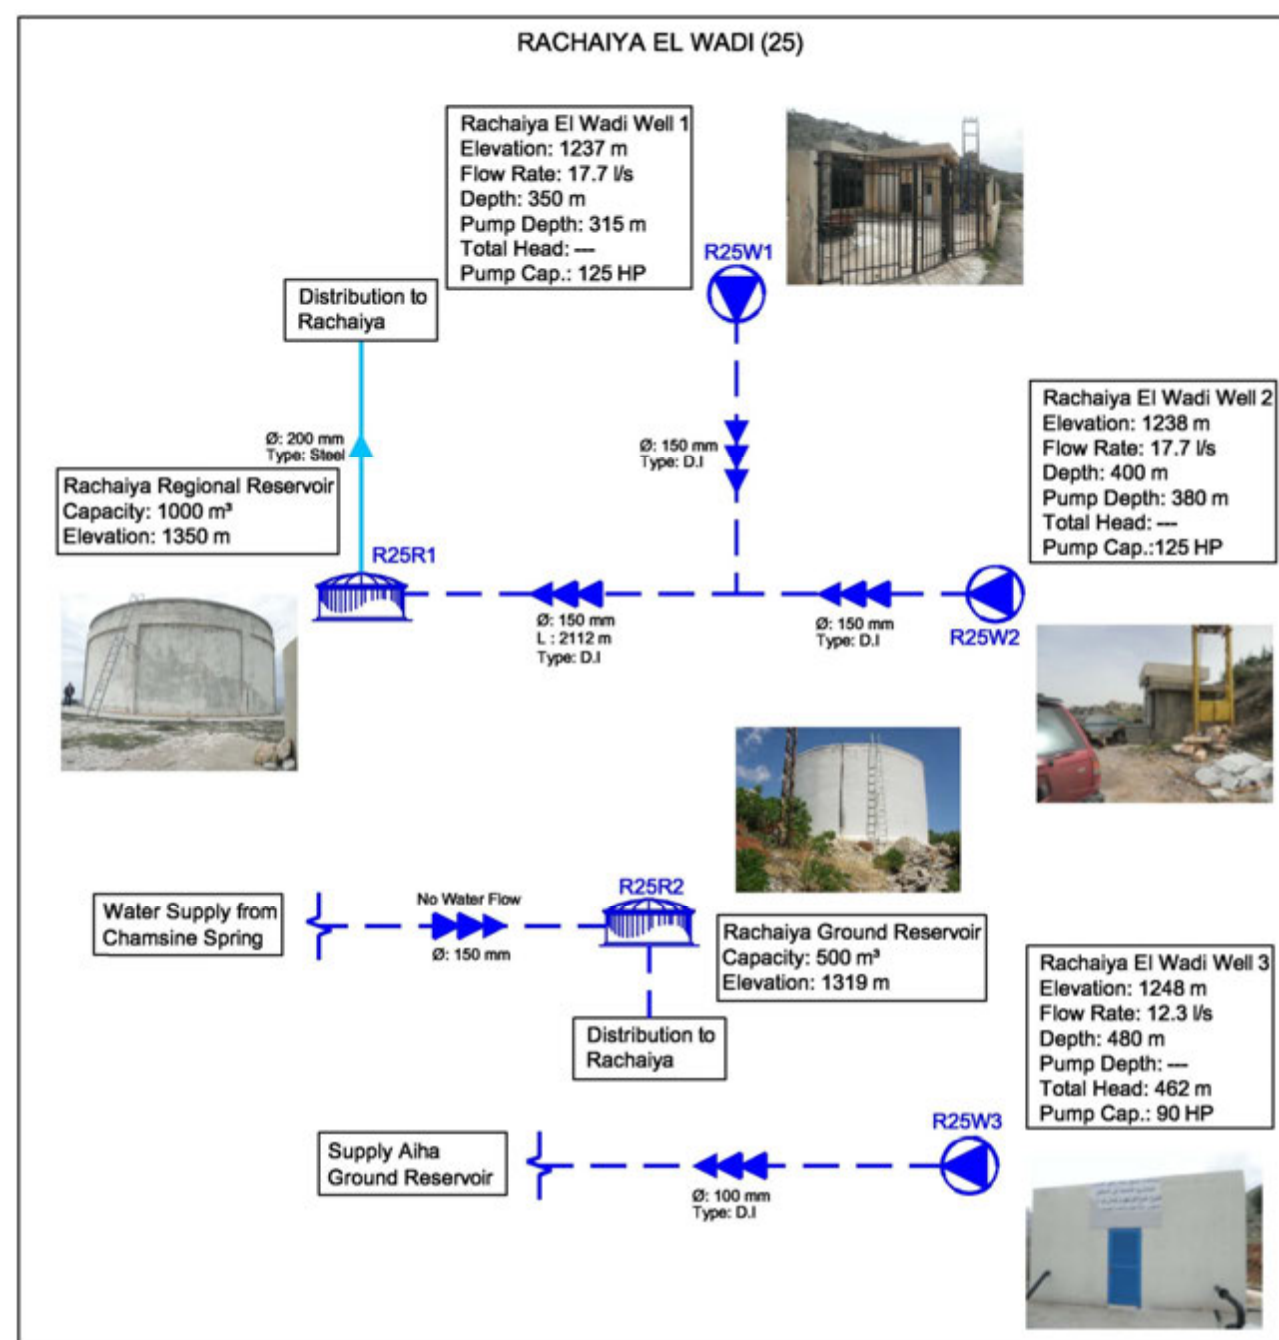 RACHAIYA EL WADI (25)
Rachaiya El Wadi Well 1
Elevation: 1237 m
Flow Rate: 17.7 l/s
Depth: 350 m
Pump Depth: 315 m
Total Head: ---
Pump Cap.: 125 HP
R25W1
Distribution to
Rachaiya
Ø: 200 mm
Type: Steel
Ø: 150 mm
Type: D.I
Rachaiya El Wadi Well 2
Elevation: 1238 m
Flow Rate: 17.7 l/s
Depth: 400 m
Pump Depth: 380 m
Total Head: ---
Pump Cap.:125 HP
Rachaiya Regional Reservoir
Capacity: 1000 m³
Elevation: 1350 m
R25R1
Ø: 150 mm
L : 2112 m
Type: D.I
Ø: 150 mm
Type: D.I
R25W2
Water Supply from
Chamsine Spring
No Water Flow
Ø: 150 mm
R25R2
Rachaiya Ground Reservoir
Capacity: 500 m³
Elevation: 1319 m
Distribution to
Rachaiya
Rachaiya El Wadi Well 3
Elevation: 1248 m
Flow Rate: 12.3 l/s
Depth: 480 m
Pump Depth: ---
Total Head: 462 m
Pump Cap.: 90 HP
Supply Aiha
Ground Reservoir
Ø: 100 mm
Type: D.I
R25W3